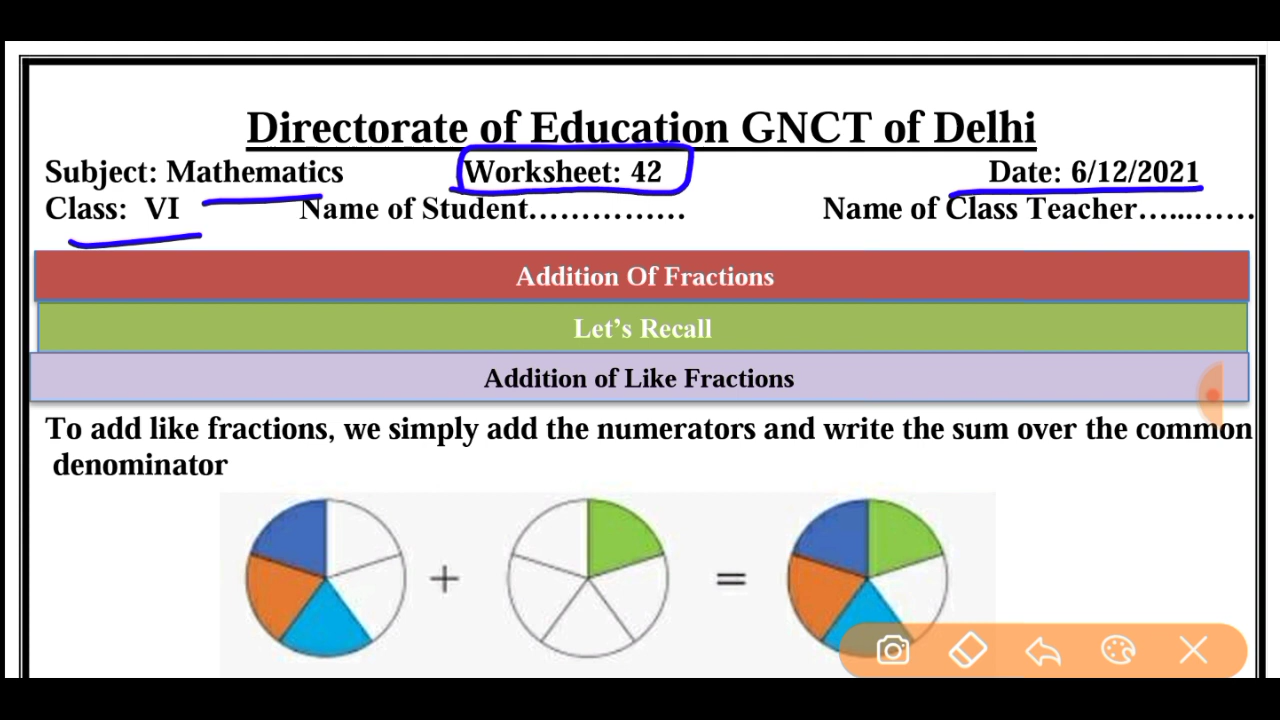 Directorate of Education GNCT of Delhi
Subject: Mathematics Worksheet: 42 Date: 6/12/2021
Class: VI Name of Student…………… Name of Class Teacher…...……
Addition Of Fractions
Let’s Recall
Addition of Like Fractions
To add like fractions, we simply add the numerators and write the sum over the common
denominator
+ =